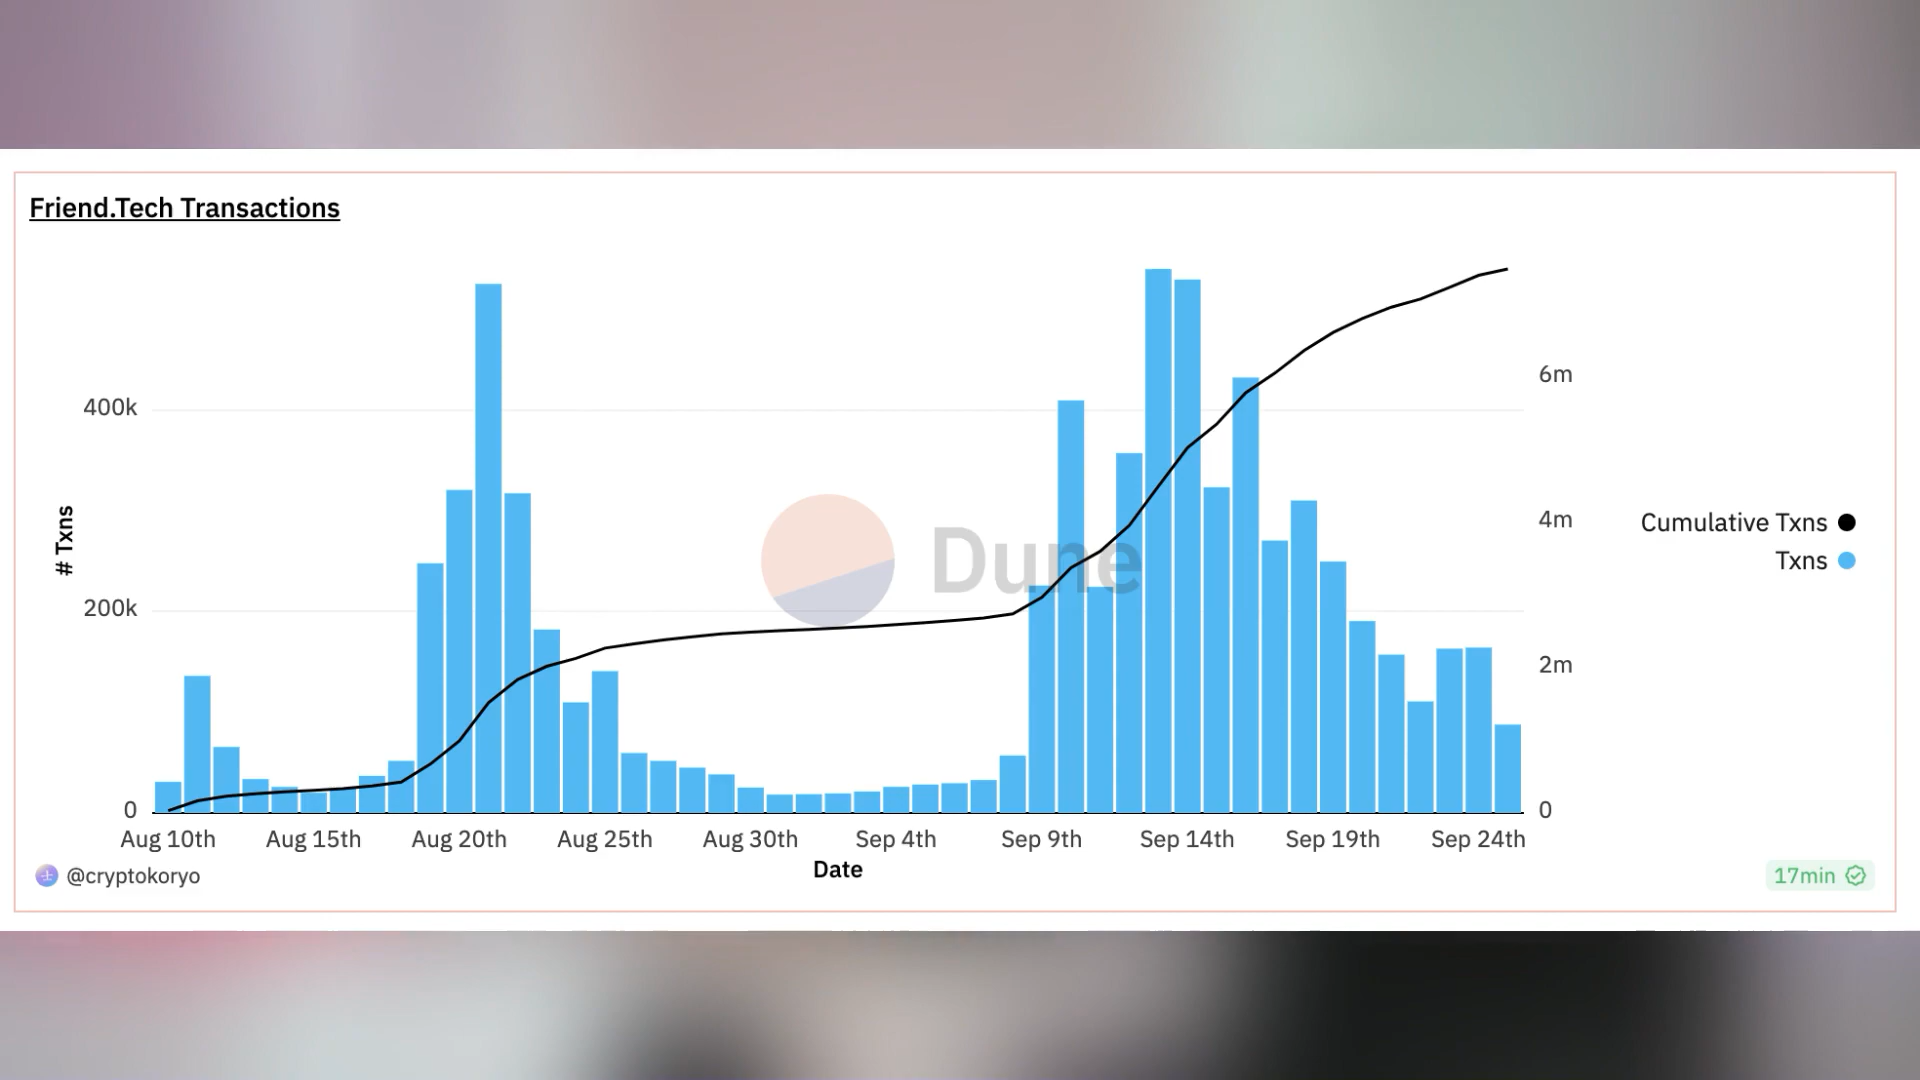 Friend.Tech Transactions
400k
200k
0
# Txns
6m
4m
2m
0
Dune
Cumulative Txns
Txns
Aug 10th Aug 15th Aug 20th Aug 25th Aug 30th Sep 4th Sep 9th Sep 14th Sep 19th Sep 24th
Date
@cryptokoryo
17min